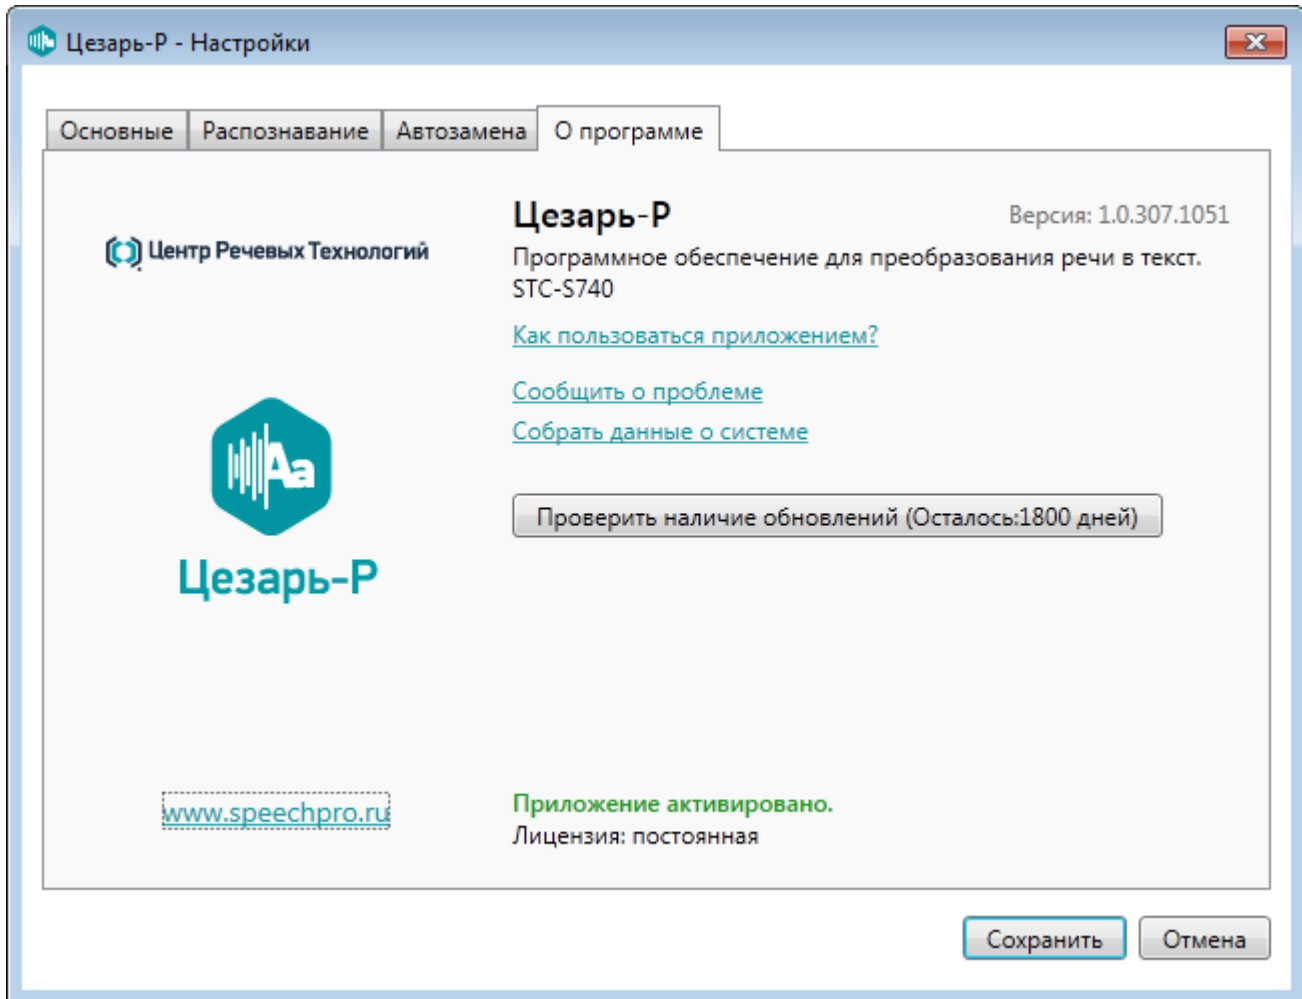 Цезарь-Р - Настройки
Основные Распознавание Автозамена О программе
Центр Речевых Технологий
Цезарь-Р
Версия: 1.0.307.1051
Программное обеспечение для преобразования речи в текст.
STC-S740
Как пользоваться приложением?
Сообщить о проблеме
Собрать данные о системе
Aa
Цезарь-Р
Проверить наличие обновлений (Осталось:1800 дней)
www.speechpro.ru
Приложение активировано.
Лицензия: постоянная
Сохранить Отмена